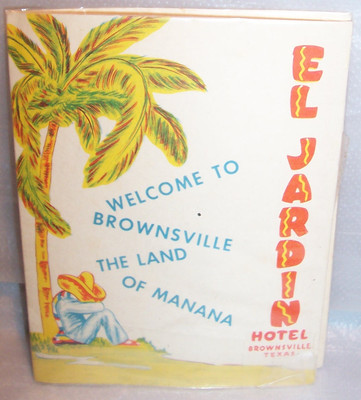 WELCOME TO
BROWNSVILLE
THE LAND
OF MANANA
EL JARDIN
HOTEL
BROWNSVILLE
TEXAS